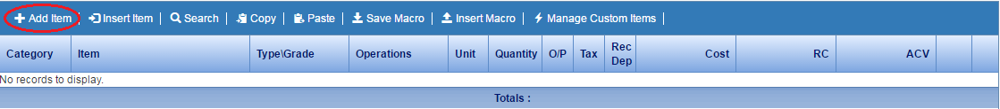 Add Item | Insert Item | Search | Copy | Paste | Save Macro | Insert Macro | Manage Custom Items |
Category Item Type\Grade Operations Unit Quantity O/P Tax Rec Dep Cost RC ACV
No records to display.
Totals :